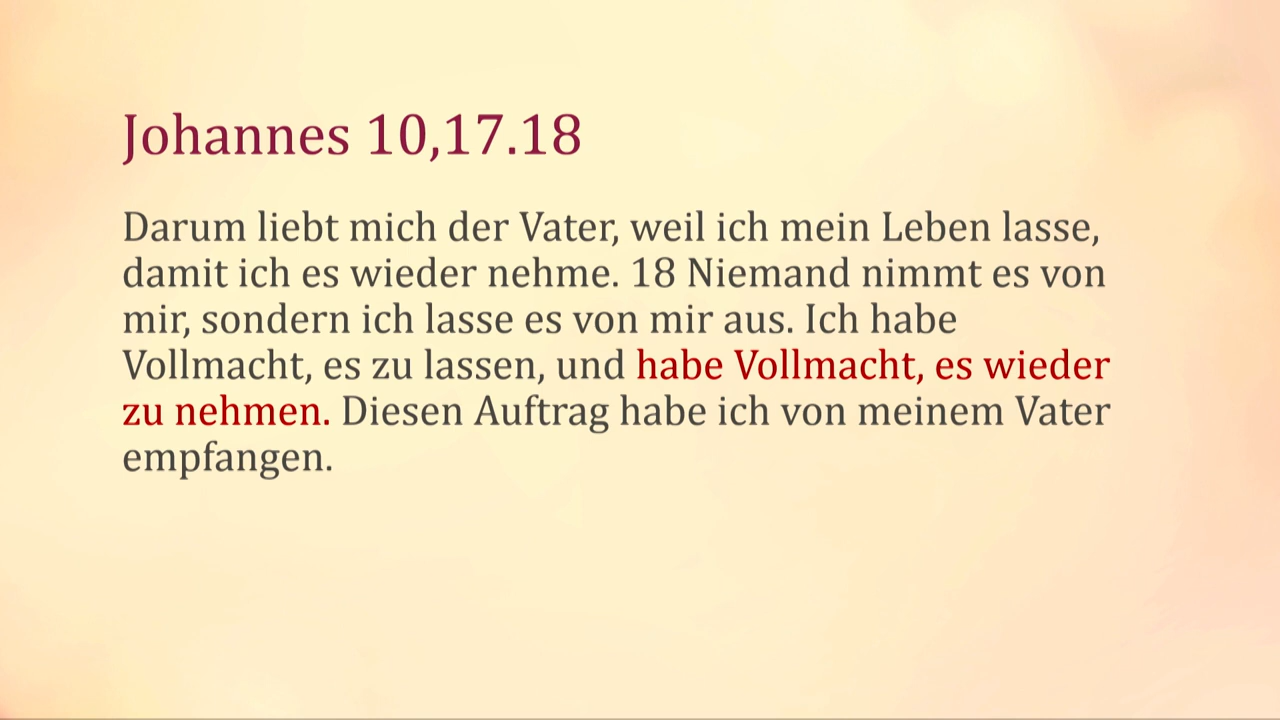 Johannes 10,17.18
Darum liebt mich der Vater, weil ich mein Leben lasse,
damit ich es wieder nehme. 18 Niemand nimmt es von
mir, sondern ich lasse es von mir aus. Ich habe
Vollmacht, es zu lassen, und habe Vollmacht, es wieder
zu nehmen. Diesen Auftrag habe ich von meinem Vater
empfangen.